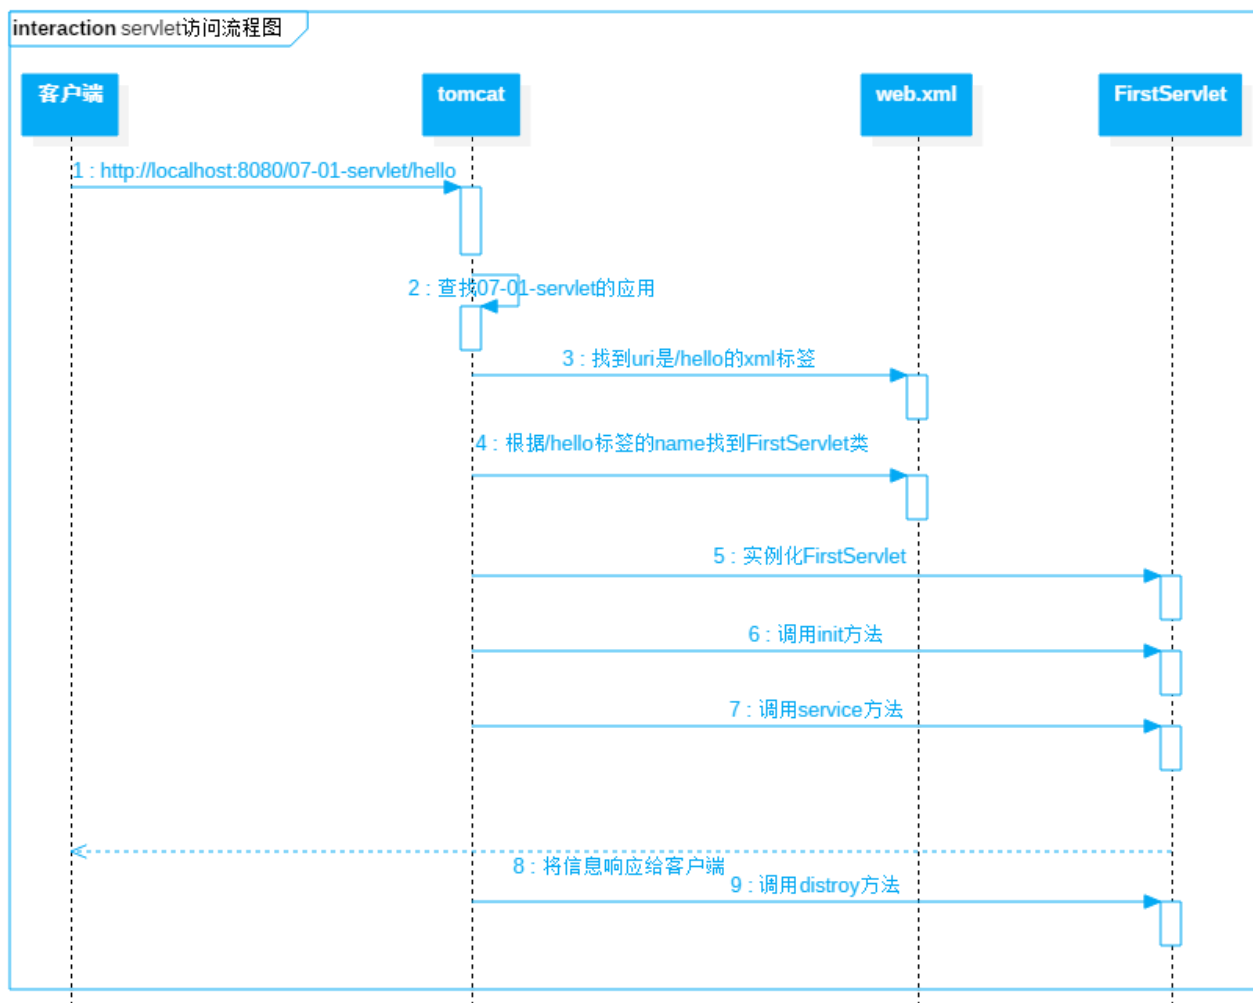 interaction servlet访问流程图
客户端
tomcat
web.xml
FirstServlet
1 : http://localhost:8080/07-01-servlet/hello
2 : 查找07-01-servlet的应用
3 : 找到uri是/hello的xml标签
4 : 根据/hello标签的name找到FirstServlet类
5 : 实例化FirstServlet
6 : 调用init方法
7 : 调用service方法
8 : 将信息响应给客户端
9 : 调用distroy方法